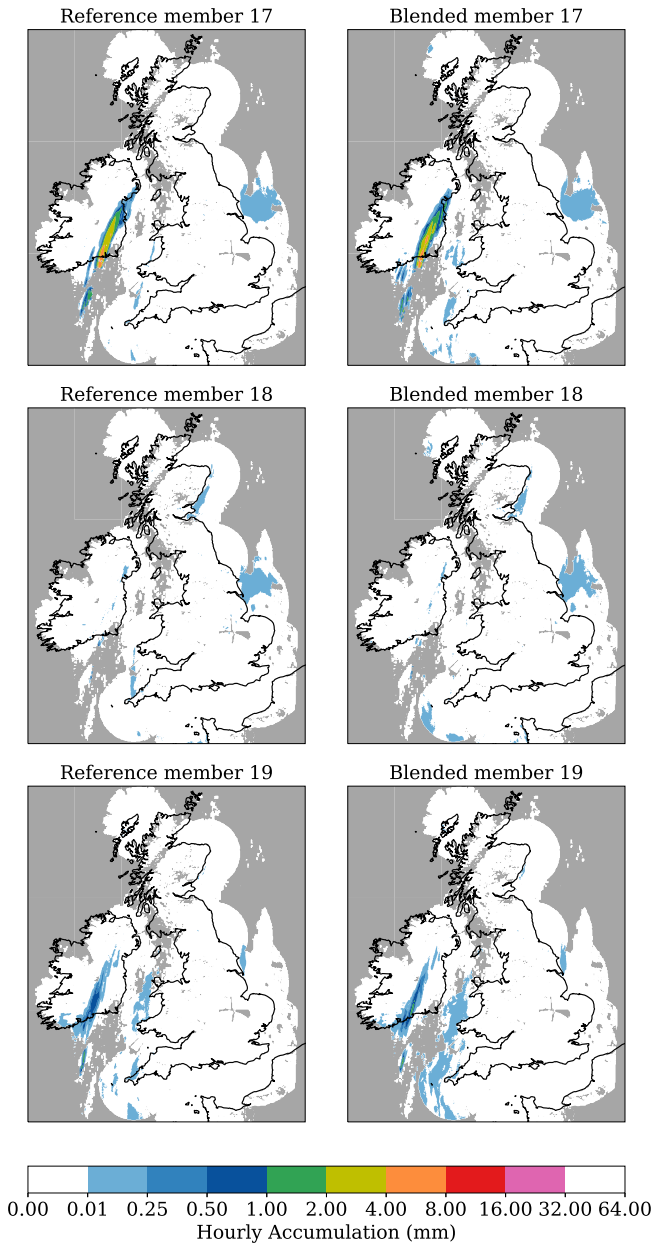 Reference member 17 Blended member 17
Reference member 18 Blended member 18
Reference member 19 Blended member 19
0.00 0.01 0.25 0.50 1.00 2.00 4.00 8.00 16.00 32.00 64.00
Hourly Accumulation (mm)